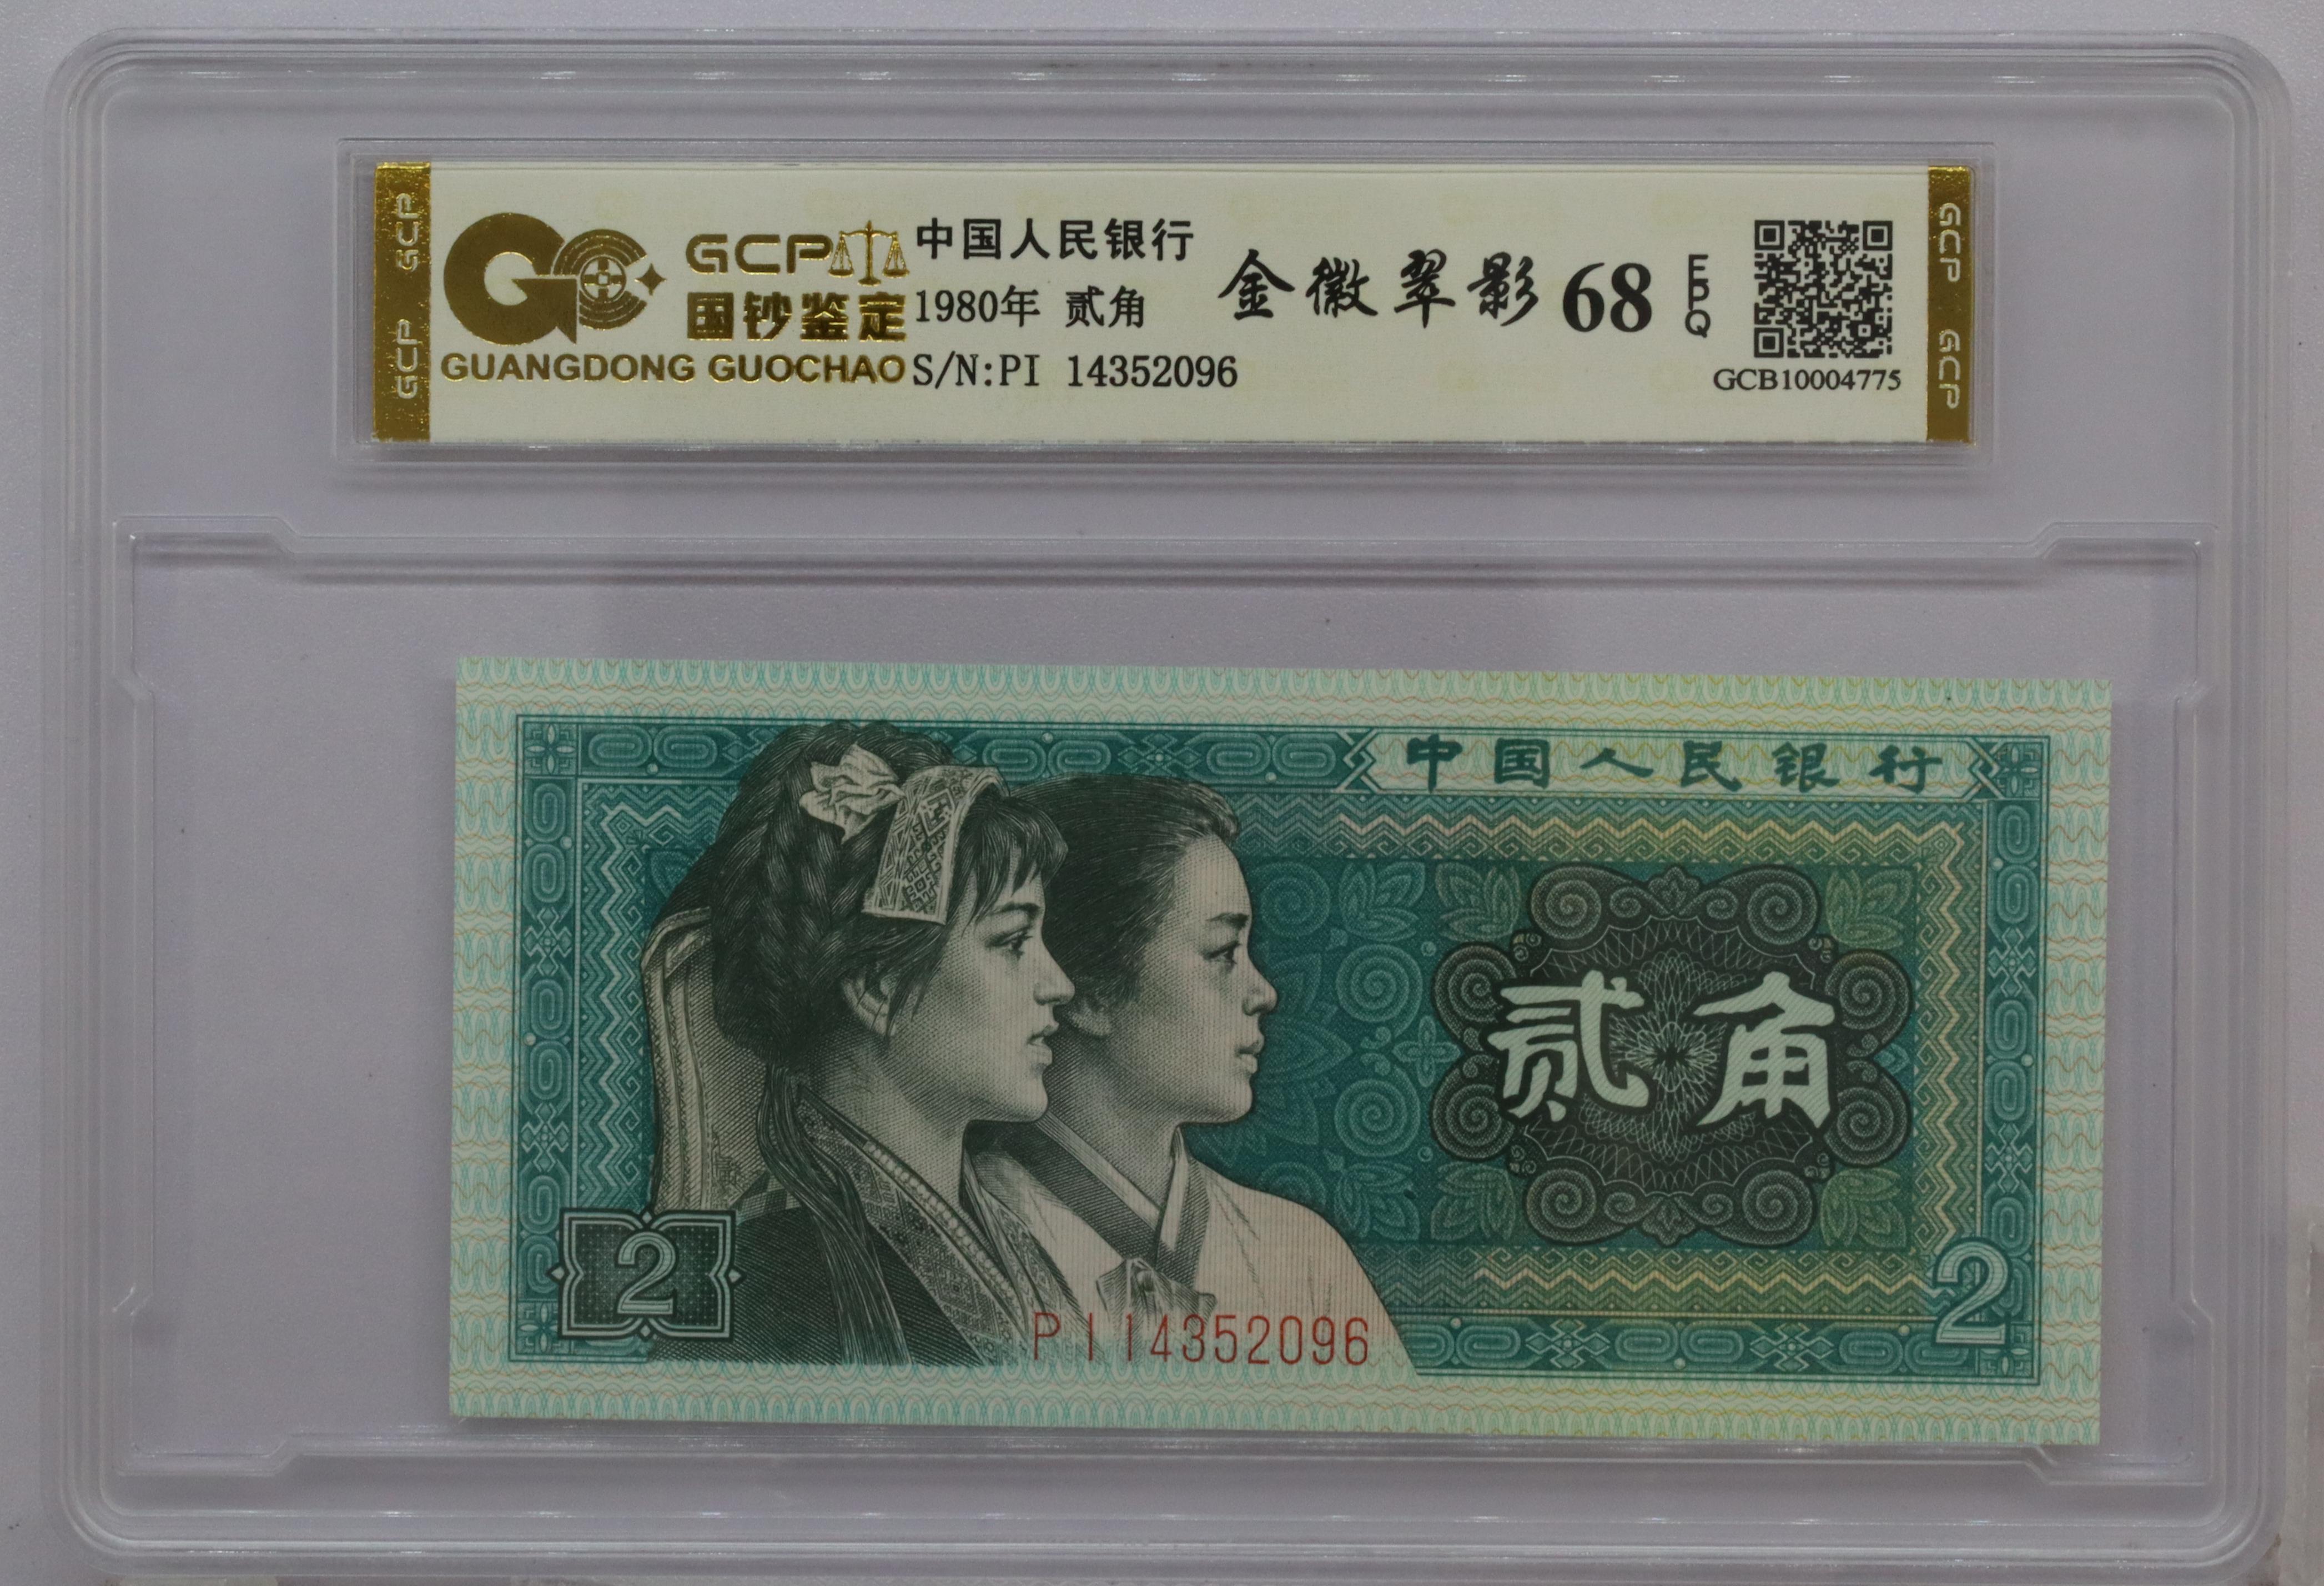 GCP
GCP
GCP
国钞鉴定
GUANGDONG GUOCHAO
中国人民银行
1980年 贰角
S/N:PI 14352096
金徽翠影 68 EPQ
GCB10004775
GCP
GCP
中国人民银行
贰角
2
PI 14352096
2